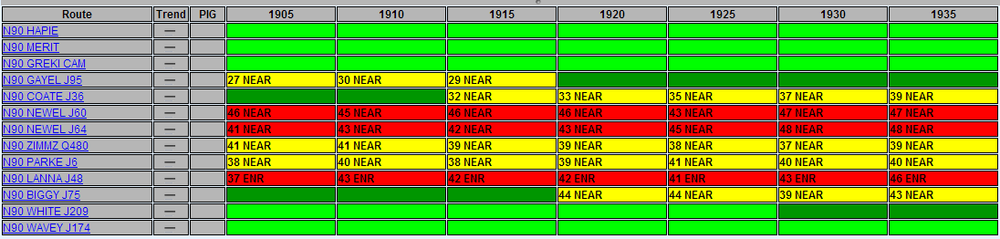 Route Trend PIG 1905 1910 1915 1920 1925 1930 1935
N90 HAPIE —
N90 MERIT —
N90 GREKI CAM —
N90 GAYEL J95 — 27 NEAR 30 NEAR 29 NEAR
N90 COATE J36 — 32 NEAR 33 NEAR 35 NEAR 37 NEAR 39 NEAR
N90 NEWEL J60 — 46 NEAR 45 NEAR 46 NEAR 46 NEAR 43 NEAR 47 NEAR 47 NEAR
N90 NEWEL J64 — 41 NEAR 43 NEAR 42 NEAR 43 NEAR 45 NEAR 48 NEAR 48 NEAR
N90 ZIMMZ Q480 — 41 NEAR 41 NEAR 39 NEAR 39 NEAR 38 NEAR 37 NEAR 39 NEAR
N90 PARKE J6 — 38 NEAR 40 NEAR 38 NEAR 39 NEAR 41 NEAR 40 NEAR 40 NEAR
N90 LANNA J48 — 37 ENR 43 ENR 42 ENR 42 ENR 41 ENR 43 ENR 46 ENR
N90 BIGGY J75 — 44 NEAR 44 NEAR 39 NEAR 43 NEAR
N90 WHITE J209 —
N90 WAVEY J174 —